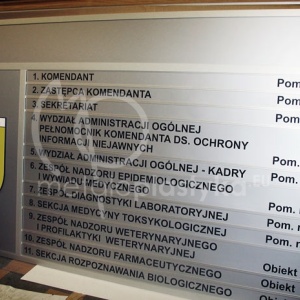 1. KOMENDANT Pom.
2. ZASTĘPCA KOMENDANTA Pom.
3. SEKRETARIAT Pom.
4. WYDZIAŁ ADMINISTRACJI OGÓLNEJ Pom.
PEŁNOMOCNIK KOMENDANTA DS. OCHRONY
INFORMACJI NIEJAWNYCH Pom.
5. WYDZIAŁ ADMINISTRACJI OGÓLNEJ - KADRY Pom.
6. ZESPÓŁ NADZORU EPIDEMIOLOGICZNEGO
I WYWIADU MEDYCZNEGO Pom. n
7. ZESPÓŁ DIAGNOSTYKI LABORATORYJNEJ Pom. n
8. SEKCJA MEDYCYNY TOKSYKOLOGICZNEJ Pom. n
9. ZESPÓŁ NADZORU WETERYNARYJNEGO
I PROFILAKTYKI WETERYNARYJNEJ Pom. n
10. ZESPÓŁ NADZORU FARMACEUTYCZNEGO Obiekt
11. SEKCJA ROZPOZNAWANIA BIOLOGICZNEGO Obiekt